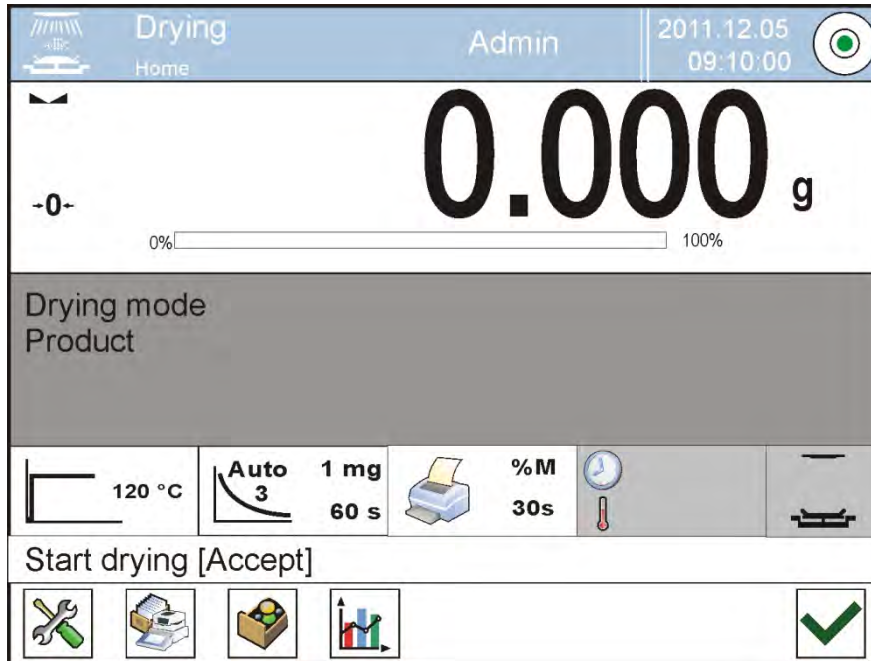 Drying
Home
Admin
2011.12.05
09:10:00
0.000 g
→0←
0% 100%
Drying mode
Product
120 °C
Auto 1 mg
3
60 s
%M
30s
Start drying [Accept]